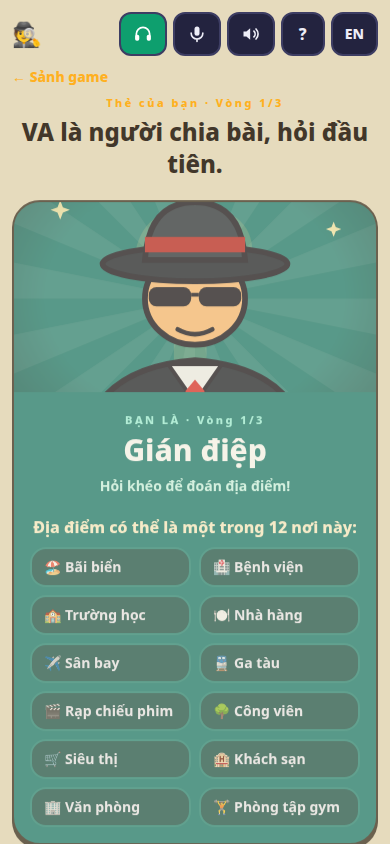 ? EN
← Sảnh game
Thẻ của bạn · Vòng 1/3
VA là người chia bài, hỏi đầu
tiên.
BẠN LÀ · Vòng 1/3
Gián điệp
Hỏi khéo để đoán địa điểm!
Địa điểm có thể là một trong 12 nơi này:
Bãi biển
Bệnh viện
Trường học
Nhà hàng
Sân bay
Ga tàu
Rạp chiếu phim
Công viên
Siêu thị
Khách sạn
Văn phòng
Phòng tập gym